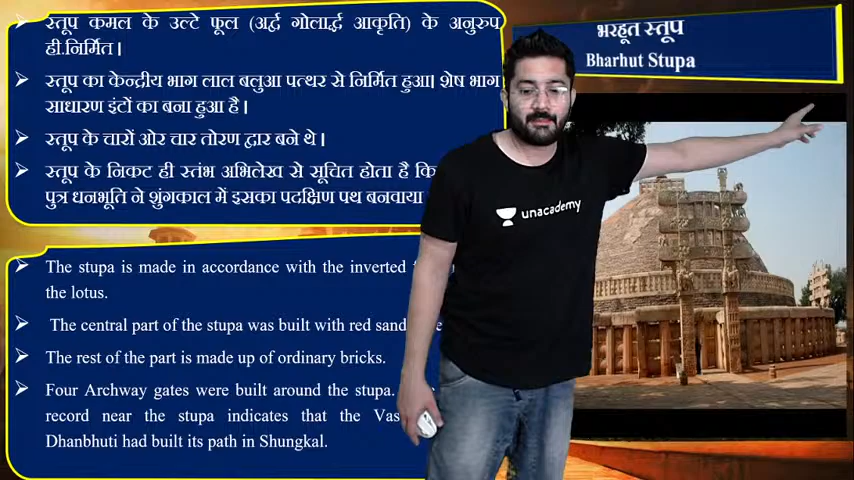 स्तूप कमल के उल्टे फूल (अर्द्ध गोलार्द्ध आकृति) के अनुरुप
ही.निर्मित।
स्तूप का केन्द्रीय भाग लाल बलुआ पत्थर से निर्मित हुआ। शेष भाग
साधारण इंटों का बना हुआ है।
स्तूप के चारों ओर चार तोरण द्वार बने थे।
स्तूप के निकट ही स्तंभ अभिलेख से सूचित होता है कि
पुत्र धनभूति ने शुंगकाल में इसका पदक्षिण पथ बनवाया
The stupa is made in accordance with the inverted
the lotus.
The central part of the stupa was built with red
The rest of the part is made up of ordinary bricks.
Four Archway gates were built around the stupa.
record near the stupa indicates that the
Dhanbhuti had built its path in Shungkal.
भरहूत स्तूप
Bharhut Stupa
unacademy